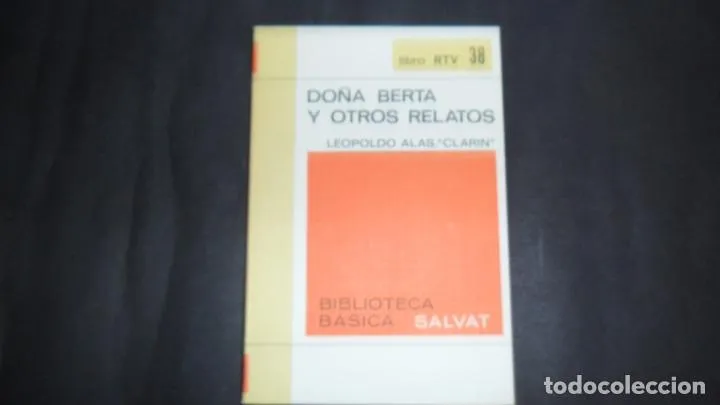 libro RTV 38
DOÑA BERTA
Y OTROS RELATOS
LEOPOLDO ALAS, "CLARIN"
BIBLIOTECA
BASICA SALVAT
todocoleccion